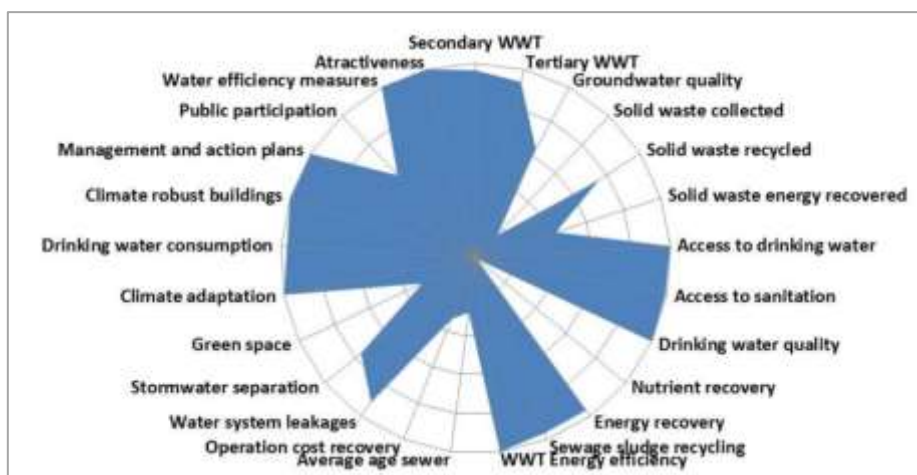 Secondary WWT
Tertiary WWT
Groundwater quality
Solid waste collected
Solid waste recycled
Solid waste energy recovered
Access to drinking water
Access to sanitation
Drinking water quality
Nutrient recovery
Energy recovery
Sewage sludge recycling
WWT Energy efficiency
Average age sewer
Operation cost recovery
Water system leakages
Stormwater separation
Green space
Climate adaptation
Drinking water consumption
Climate robust buildings
Management and action plans
Public participation
Water efficiency measures
Atractiveness